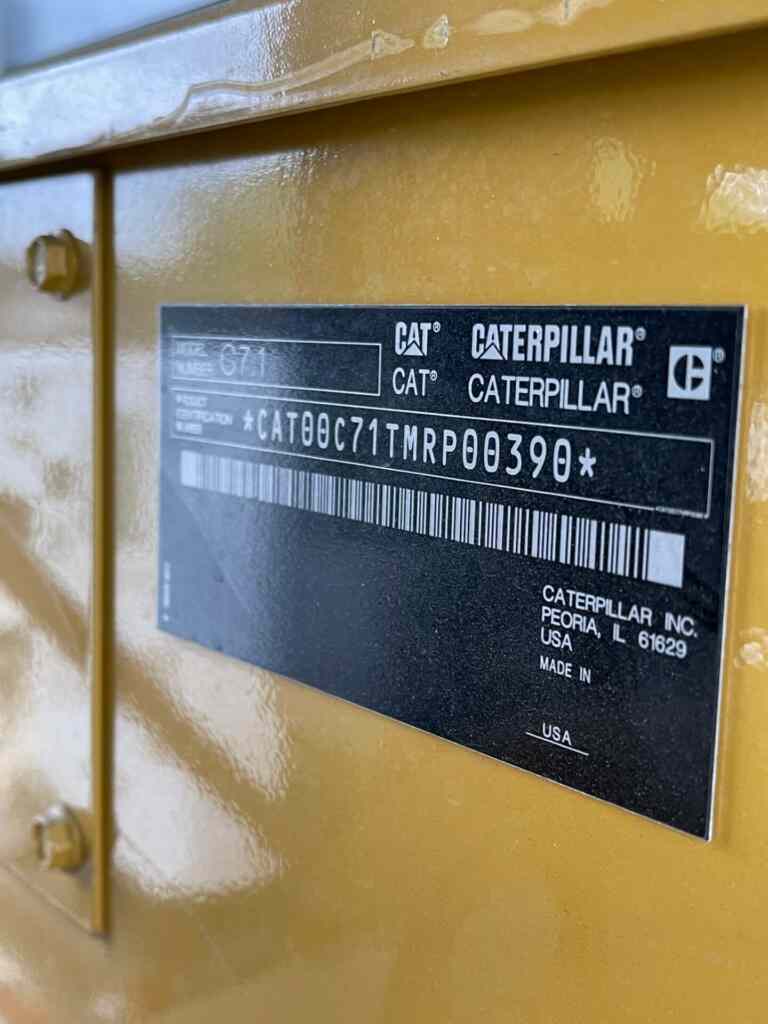 CAT® CATERPILLAR®
MODEL NUMBER C7.1
CAT® CATERPILLAR®
PRODUCT
IDENTIFICATION
NUMBER
*CAT00C71TMRP00390*
CATERPILLAR INC.
PEORIA, IL 61629
USA
MADE IN
USA